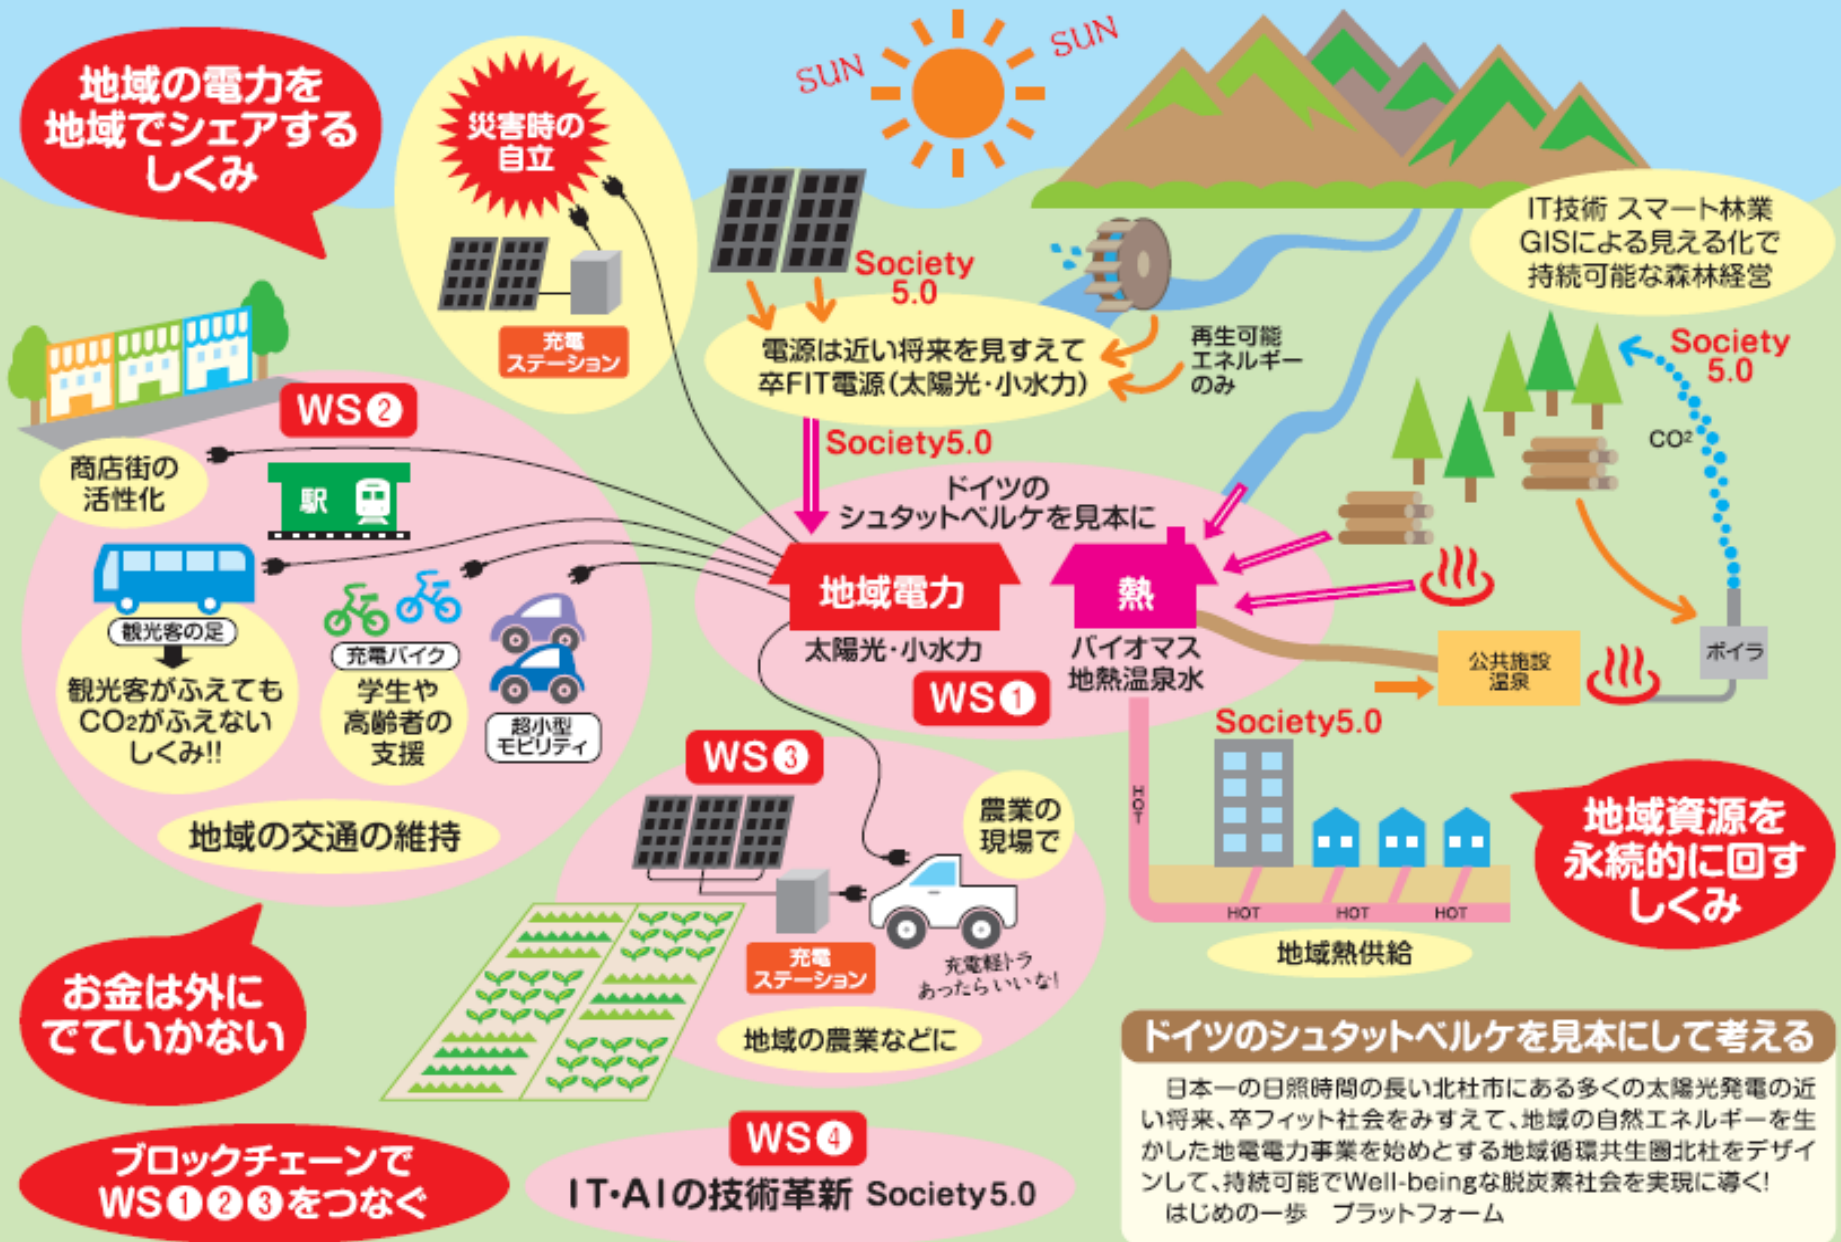 地域の電力を
地域でシェアする
しくみ
災害時の
自立
充電
ステーション
SUN
SUN
Society
5.0
電源は近い将来を見すえて
卒FIT電源(太陽光・小水力)
再生可能
エネルギー
のみ
IT技術 スマート林業
GISによる見える化で
持続可能な森林経営
Society
5.0
CO²
WS❷
商店街の
活性化
駅
観光客の足
観光客がふえても
CO₂がふえない
しくみ!!
充電バイク
学生や
高齢者の
支援
超小型
モビリティ
地域の交通の維持
Society5.0
ドイツの
シュタットベルケを見本に
地域電力
太陽光・小水力
熱
バイオマス
地熱温泉水
WS❶
公共施設
温泉
ボイラ
Society5.0
HOT
HOT
HOT
HOT
地域熱供給
地域資源を
永続的に回す
しくみ
WS❸
農業の
現場で
充電
ステーション
充電軽トラ
あったらいいな!
地域の農業などに
お金は外に
でていかない
ブロックチェーンで
WS❶❷❸をつなぐ
WS❹
IT・AIの技術革新 Society5.0
ドイツのシュタットベルケを見本にして考える
日本一の日照時間の長い北杜市にある多くの太陽光発電の近
い将来、卒フィット社会をみすえて、地域の自然エネルギーを生
かした地電電力事業を始めとする地域循環共生圏北社をデザイ
ンして、持続可能でWell-beingな脱炭素社会を実現に導く!
はじめの一歩 プラットフォーム